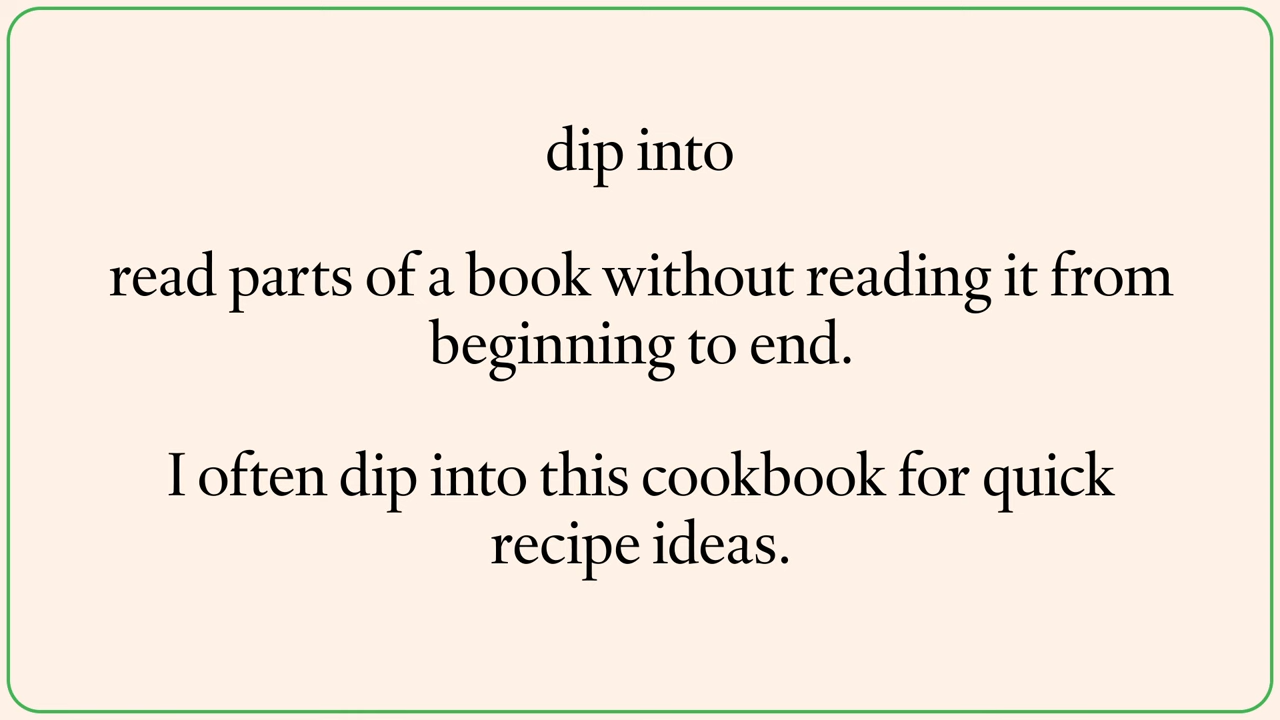 dip into
read parts of a book without reading it from
beginning to end.
I often dip into this cookbook for quick
recipe ideas.